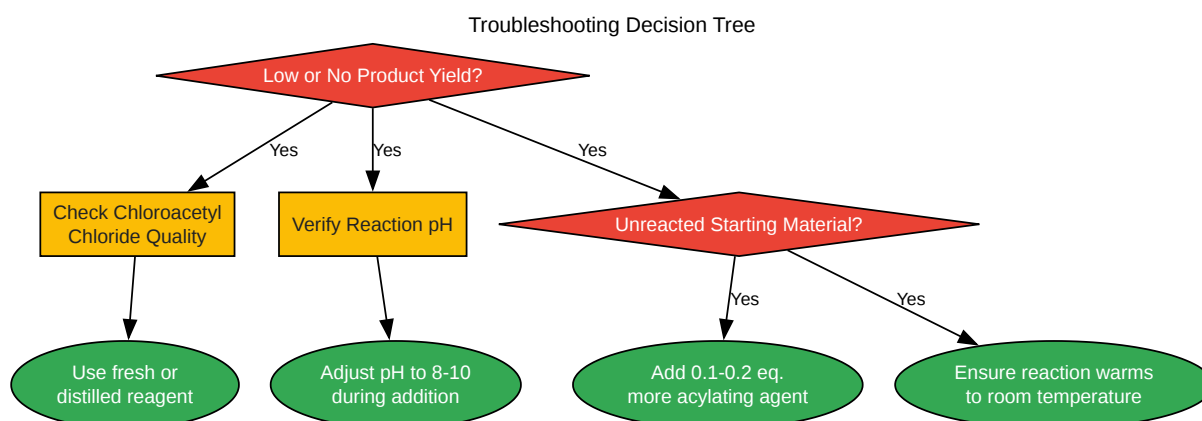 Troubleshooting Decision Tree
Low or No Product Yield?
Yes
Yes
Yes
Check Chloroacetyl
Chloride Quality
Verify Reaction pH
Unreacted Starting Material?
Yes
Yes
Use fresh or
distilled reagent
Adjust pH to 8-10
during addition
Add 0.1-0.2 eq.
more acylating agent
Ensure reaction warms
to room temperature